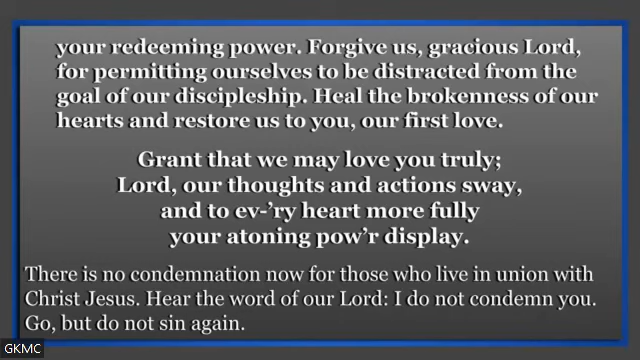 your redeeming power. Forgive us, gracious Lord,
for permitting ourselves to be distracted from the
goal of our discipleship. Heal the brokenness of our
hearts and restore us to you, our first love.
Grant that we may love you truly;
Lord, our thoughts and actions sway,
and to ev-’ry heart more fully
your atoning pow’r display.
There is no condemnation now for those who live in union with
Christ Jesus. Hear the word of our Lord: I do not condemn you.
Go, but do not sin again.
GKMC